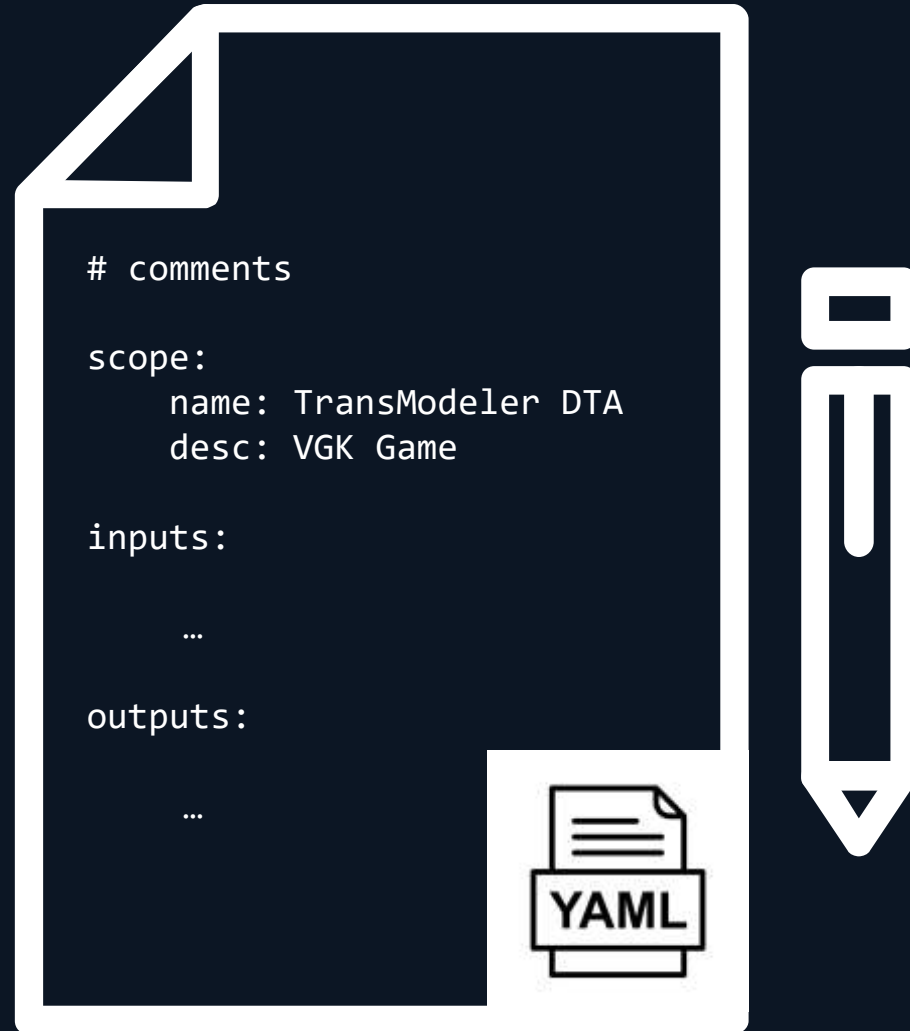 # comments
scope:
    name: TransModeler DTA
    desc: VGK Game
inputs:
    …
outputs:
    …
YAML